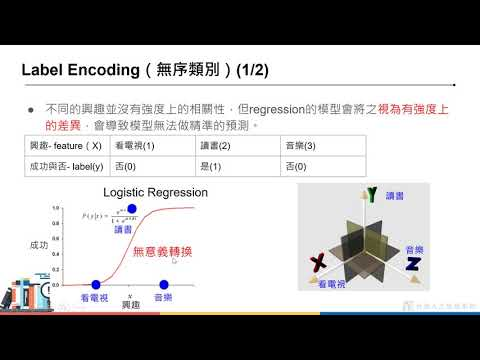 Label Encoding（無序類別）(1/2)
● 不同的興趣並沒有強度上的相關性，但regression的模型會將之視為有強度上
的差異，會導致模型無法做精準的預測。
興趣- feature（X) 看電視(1) 讀書(2) 音樂(3)
成功與否- label(y) 否(0) 是(1) 否(0)
Logistic Regression
1.0
0.8
0.6
0.4
0.2
0.0
成功
讀書
無意義轉換
看電視
x
興趣
音樂
Y
讀書
X
看電視
音樂
Z